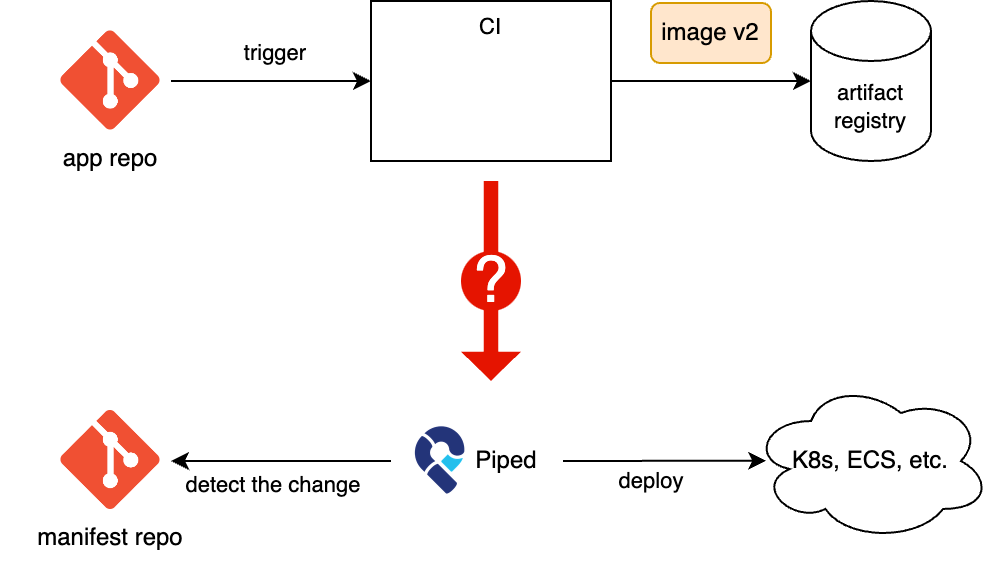 CI
image v2
trigger
artifact
registry
app repo
?
Piped
K8s, ECS, etc.
detect the change
deploy
manifest repo